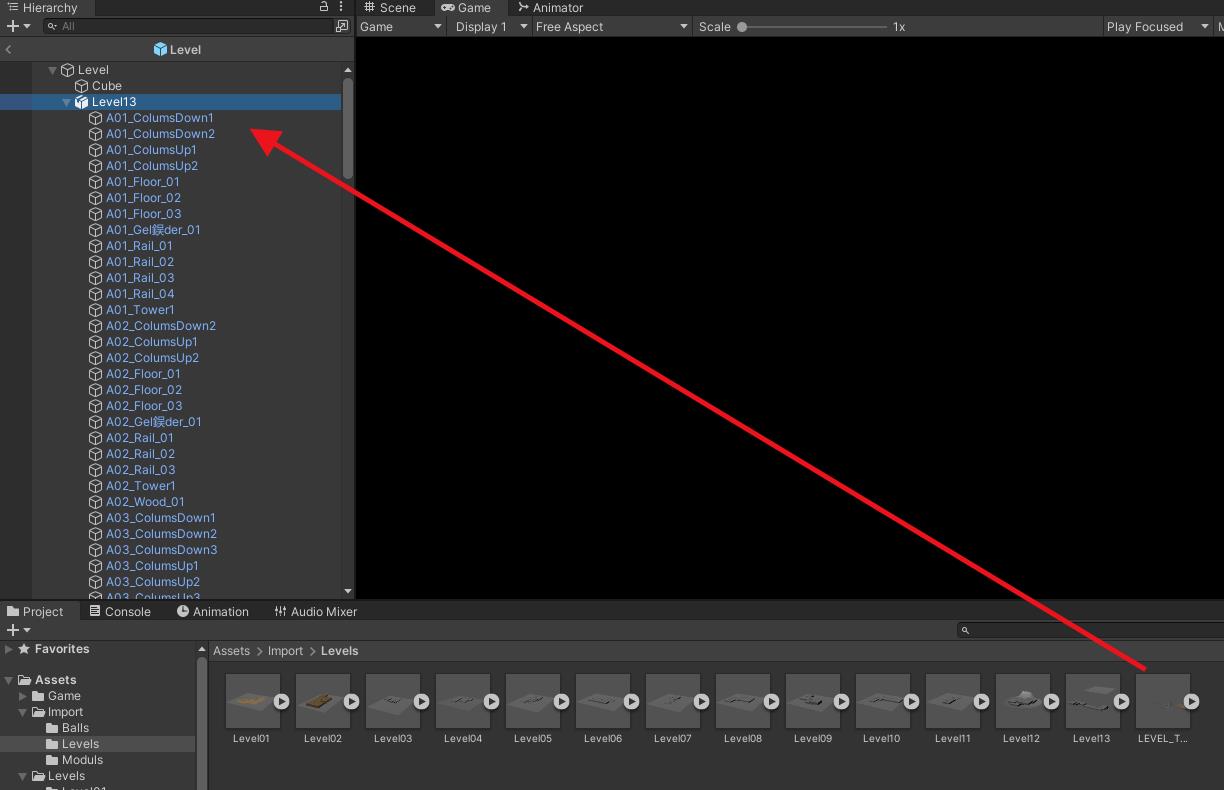 Hierarchy
All
Level
Level
Cube
Level13
A01_ColumsDown1
A01_ColumsDown2
A01_ColumsUp1
A01_ColumsUp2
A01_Floor_01
A01_Floor_02
A01_Floor_03
A01_Gel鋘der_01
A01_Rail_01
A01_Rail_02
A01_Rail_03
A01_Rail_04
A01_Tower1
A02_ColumsDown2
A02_ColumsUp1
A02_ColumsUp2
A02_Floor_01
A02_Floor_02
A02_Floor_03
A02_Gel鋘der_01
A02_Rail_01
A02_Rail_02
A02_Rail_03
A02_Tower1
A02_Wood_01
A03_ColumsDown1
A03_ColumsDown2
A03_ColumsDown3
A03_ColumsUp1
A03_ColumsUp2
A03_ColumsUp3
Scene Game Animator
Game Display 1 Free Aspect Scale 1x Play Focused M
Project Console Animation Audio Mixer
Favorites
Assets
Game
Import
Balls
Levels
Moduls
Levels
Level01
Assets > Import > Levels
Level01 Level02 Level03 Level04 Level05 Level06 Level07 Level08 Level09 Level10 Level11 Level12 Level13 LEVEL_T...